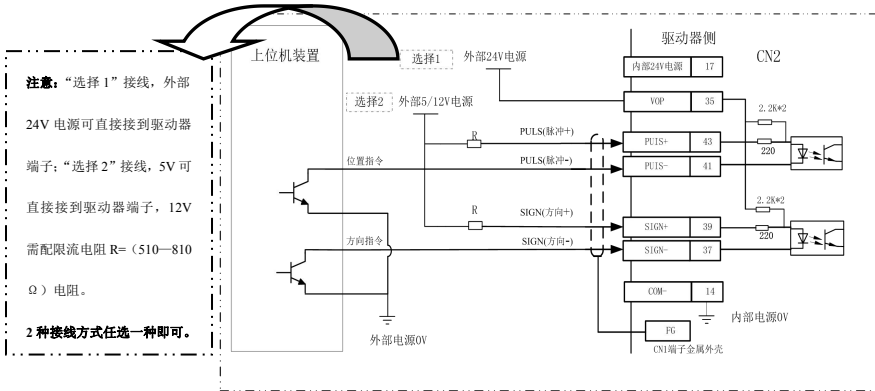 注意：“选择 1”接线，外部
24V 电源可直接接到驱动器
端子；“选择 2”接线，5V 可
直接接到驱动器端子，12V
需配限流电阻 R=（510—810
Ω）电阻。
2 种接线方式任选一种即可。
上位机装置
选择1
外部24V电源
选择2
外部5/12V电源
R
PULS(脉冲+)
位置指令
PULS(脉冲-)
R
SIGN(方向+)
方向指令
SIGN(方向-)
外部电源0V
驱动器侧
CN2
内部24V电源 17
VOP 35
2.2K*2
PUIS+ 43
220
PUIS- 41
2.2K*2
SIGN+ 39
220
SIGN- 37
COM- 14
内部电源0V
FG
CN1端子金属外壳